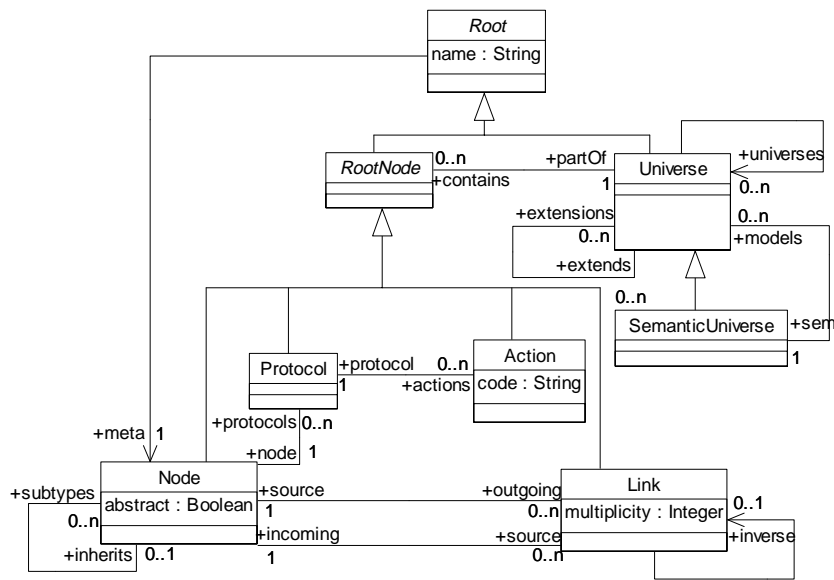 Root
name : String
RootNode
0..n
+contains
+partOf
1
Universe
+universes
0..n
+extensions
0..n
+extends
0..n
+models
0..n
SemanticUniverse
+sem
1
Protocol
+protocol
1
0..n
+actions
Action
code : String
+protocols
0..n
+node
1
+meta
1
Node
abstract : Boolean
+subtypes
0..n
+inherits
0..1
+source
1
+outgoing
0..n
+incoming
1
+source
0..n
Link
multiplicity : Integer
0..1
+inverse